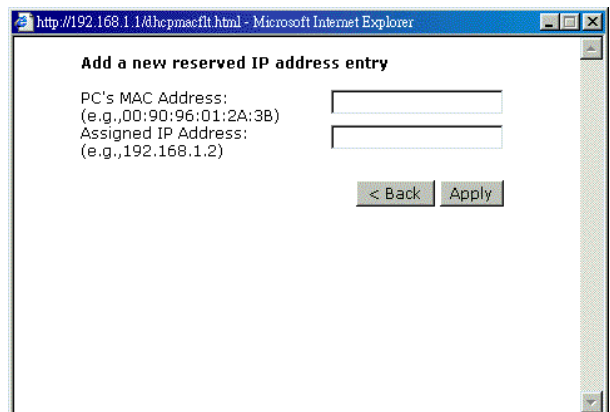 http://192.168.1.1/dhcpmacflt.html - Microsoft Internet Explorer
Add a new reserved IP address entry
PC's MAC Address:
(e.g.,00:90:96:01:2A:3B)
Assigned IP Address:
(e.g.,192.168.1.2)
< Back Apply